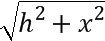 √(h² + x²)